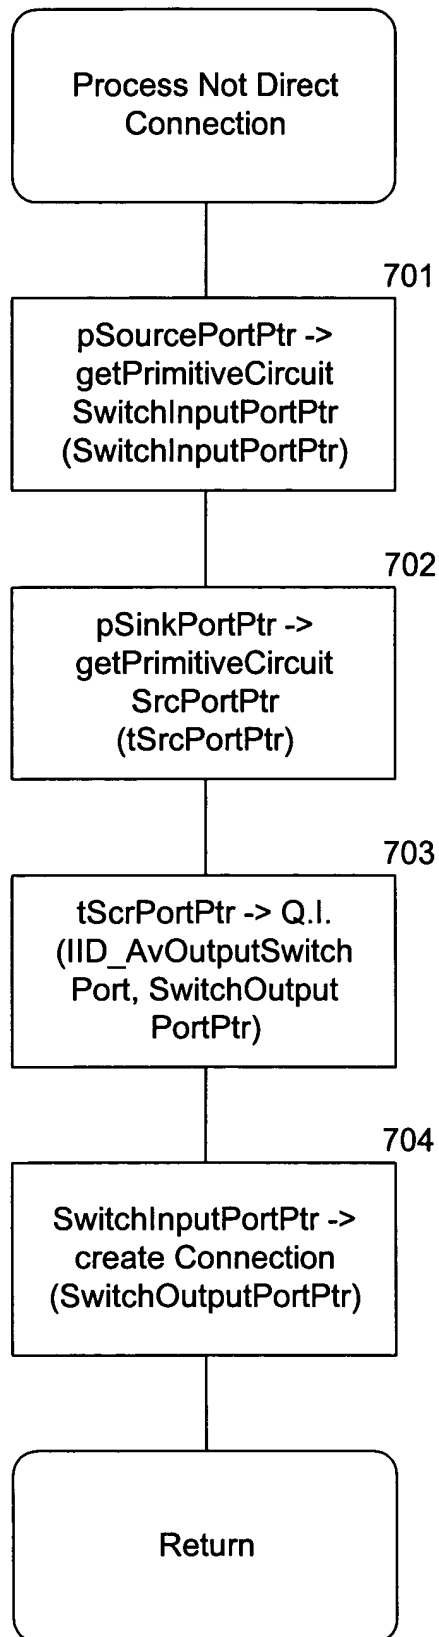 Process Not Direct
Connection
701
pSourcePortPtr ->
getPrimitiveCircuit
SwitchInputPortPtr
(SwitchInputPortPtr)
702
pSinkPortPtr ->
getPrimitiveCircuit
SrcPortPtr
(tSrcPortPtr)
703
tScrPortPtr -> Q.I.
(IID_AvOutputSwitch
Port, SwitchOutput
PortPtr)
704
SwitchInputPortPtr ->
create Connection
(SwitchOutputPortPtr)
Return